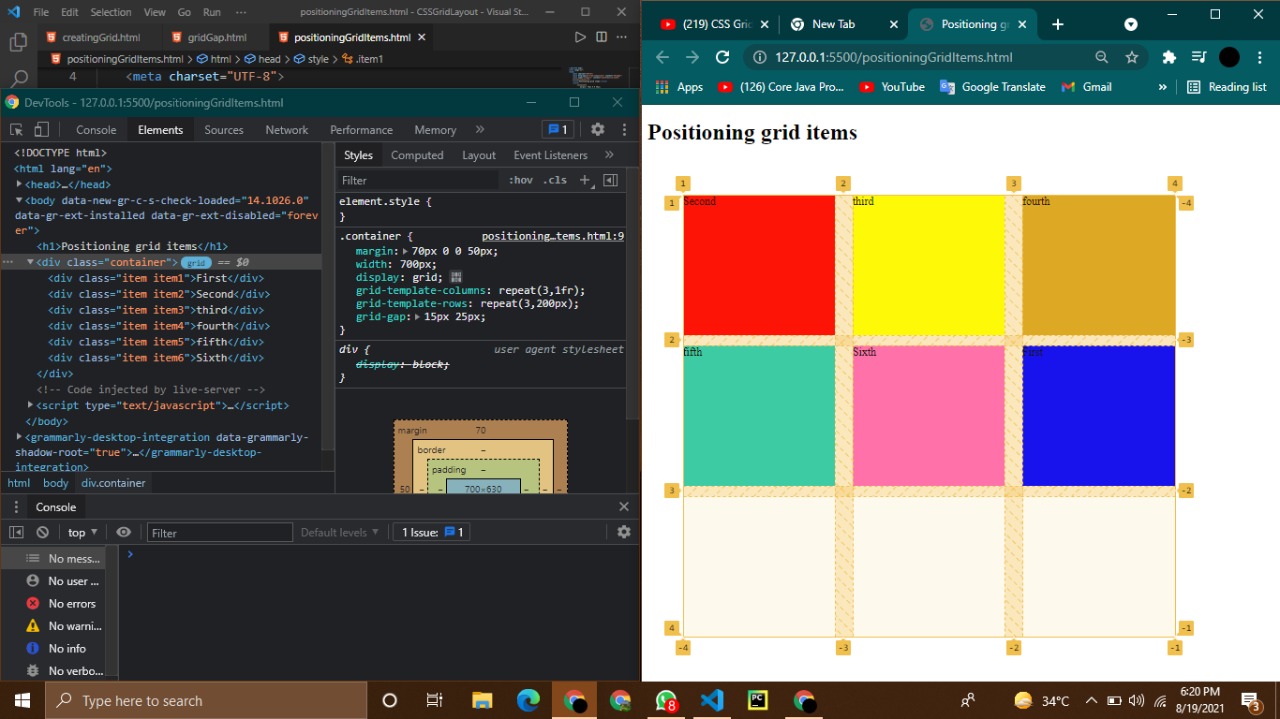 File Edit Selection View Go Run ··· positioningGridItems.html - CSSGridLayout - Visual St...
creatingGrid.html gridGap.html positioningGridItems.html
positioningGridItems.html > html > head > style > .item1
4 <meta charset="UTF-8">
DevTools - 127.0.0.1:5500/positioningGridItems.html
Console Elements Sources Network Performance Memory » 1
<!DOCTYPE html>
<html lang="en">
<head>…</head>
<body data-new-gr-c-s-check-loaded="14.1026.0"
data-gr-ext-installed data-gr-ext-disabled="forev
er">
<h1>Positioning grid items</h1>
<div class="container"> grid == $0
<div class="item item1">First</div>
<div class="item item2">Second</div>
<div class="item item3">third</div>
<div class="item item4">fourth</div>
<div class="item item5">fifth</div>
<div class="item item6">Sixth</div>
</div>
<!-- Code injected by live-server -->
<script type="text/javascript">…</script>
</body>
<grammarly-desktop-integration data-grammarly-
shadow-root="true">…</grammarly-desktop-
integration>
html body div.container
Styles Computed Layout Event Listeners »
Filter :hov .cls +
element.style {
}
.container { positioning…tems.html:9
margin: 70px 0 0 50px;
width: 700px;
display: grid;
grid-template-columns: repeat(3,1fr);
grid-template-rows: repeat(3,200px);
grid-gap: 15px 25px;
}
div { user agent stylesheet
display: block;
}
margin 70
border –
padding –
50 – – 700×630 – – –
Console
top Filter Default levels 1 Issue: 1
No mess...
No user ...
No errors
No warni...
No info
No verbo...
(219) CSS Gri New Tab Positioning g
127.0.0.1:5500/positioningGridItems.html
Apps (126) Core Java Pro... YouTube Google Translate Gmail » Reading list
Positioning grid items
1 2 3 4
1 Second third fourth -4
2 -3
fifth Sixth First
3 -2
4 -1
-4 -3 -2 -1
Type here to search 8 PC 34°C 6:20 PM
8/19/2021 3